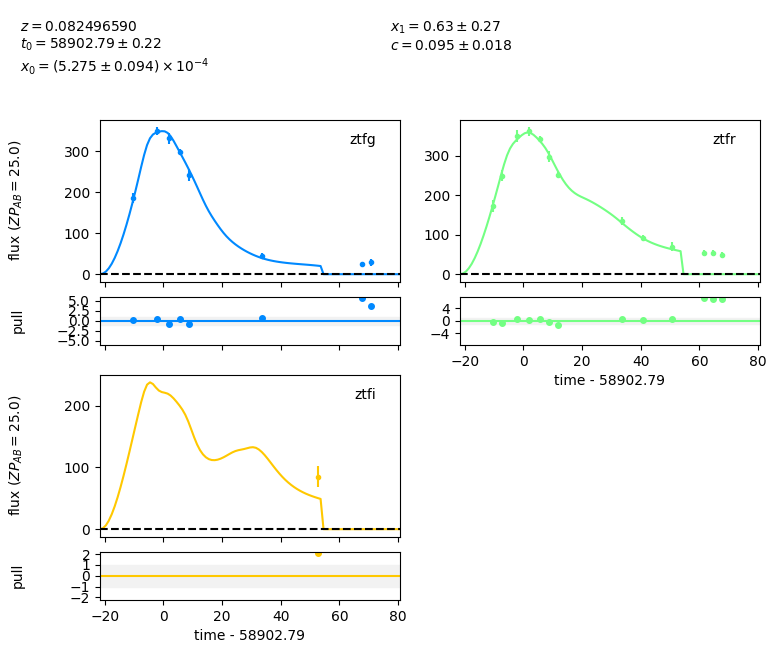 z = 0.082496590
t₀ = 58902.79 ± 0.22
x₀ = (5.275 ± 0.094) × 10⁻⁴
x₁ = 0.63 ± 0.27
c = 0.095 ± 0.018
flux (ZP_AB = 25.0)
300
200
100
0
ztfg
300
200
100
0
ztfr
pull
5.0
2.5
0.0
−2.5
−5.0
4
0
−4
−20 0 20 40 60 80
time - 58902.79
flux (ZP_AB = 25.0)
200
100
0
ztfi
pull
2
1
0
−1
−2
−20 0 20 40 60 80
time - 58902.79